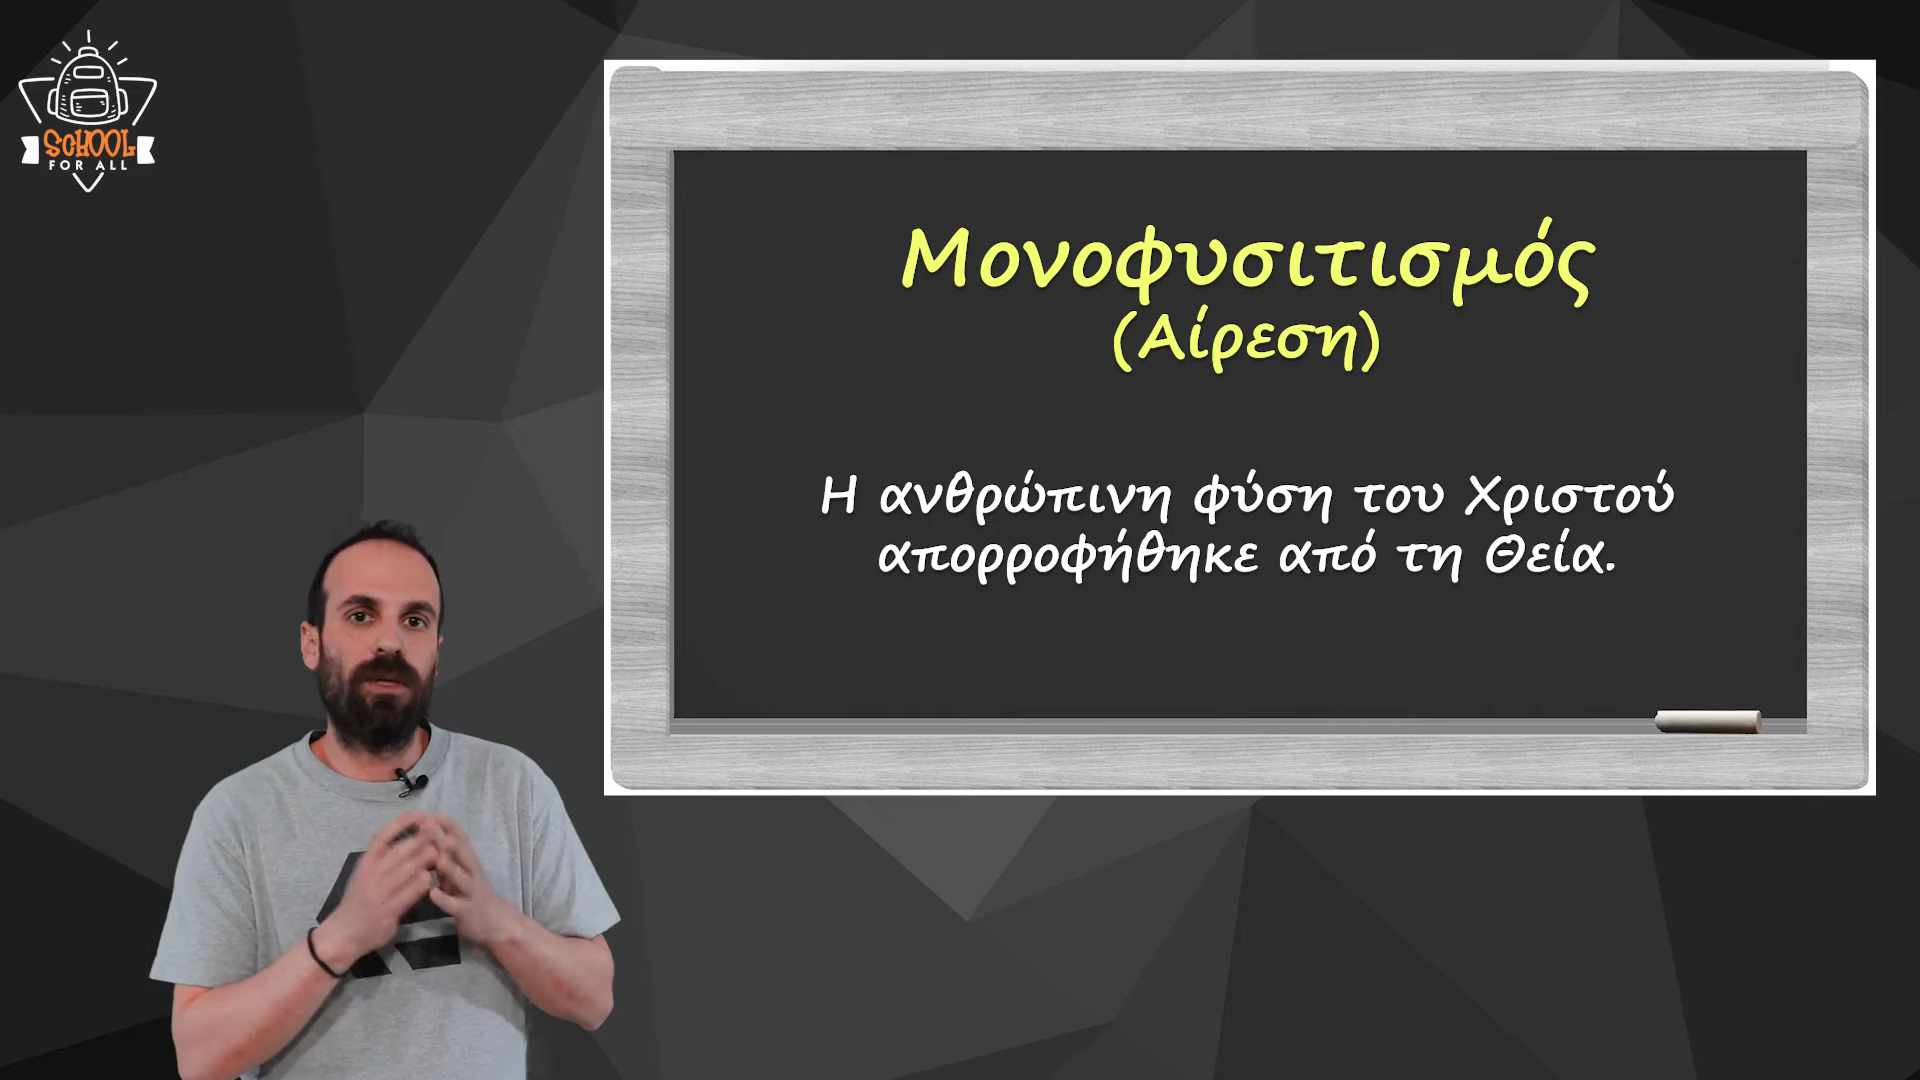 SCHOOL
FOR ALL
Μονοφυσιτισμός
(Αίρεση)
Η ανθρώπινη φύση του Χριστού
απορροφήθηκε από τη Θεία.